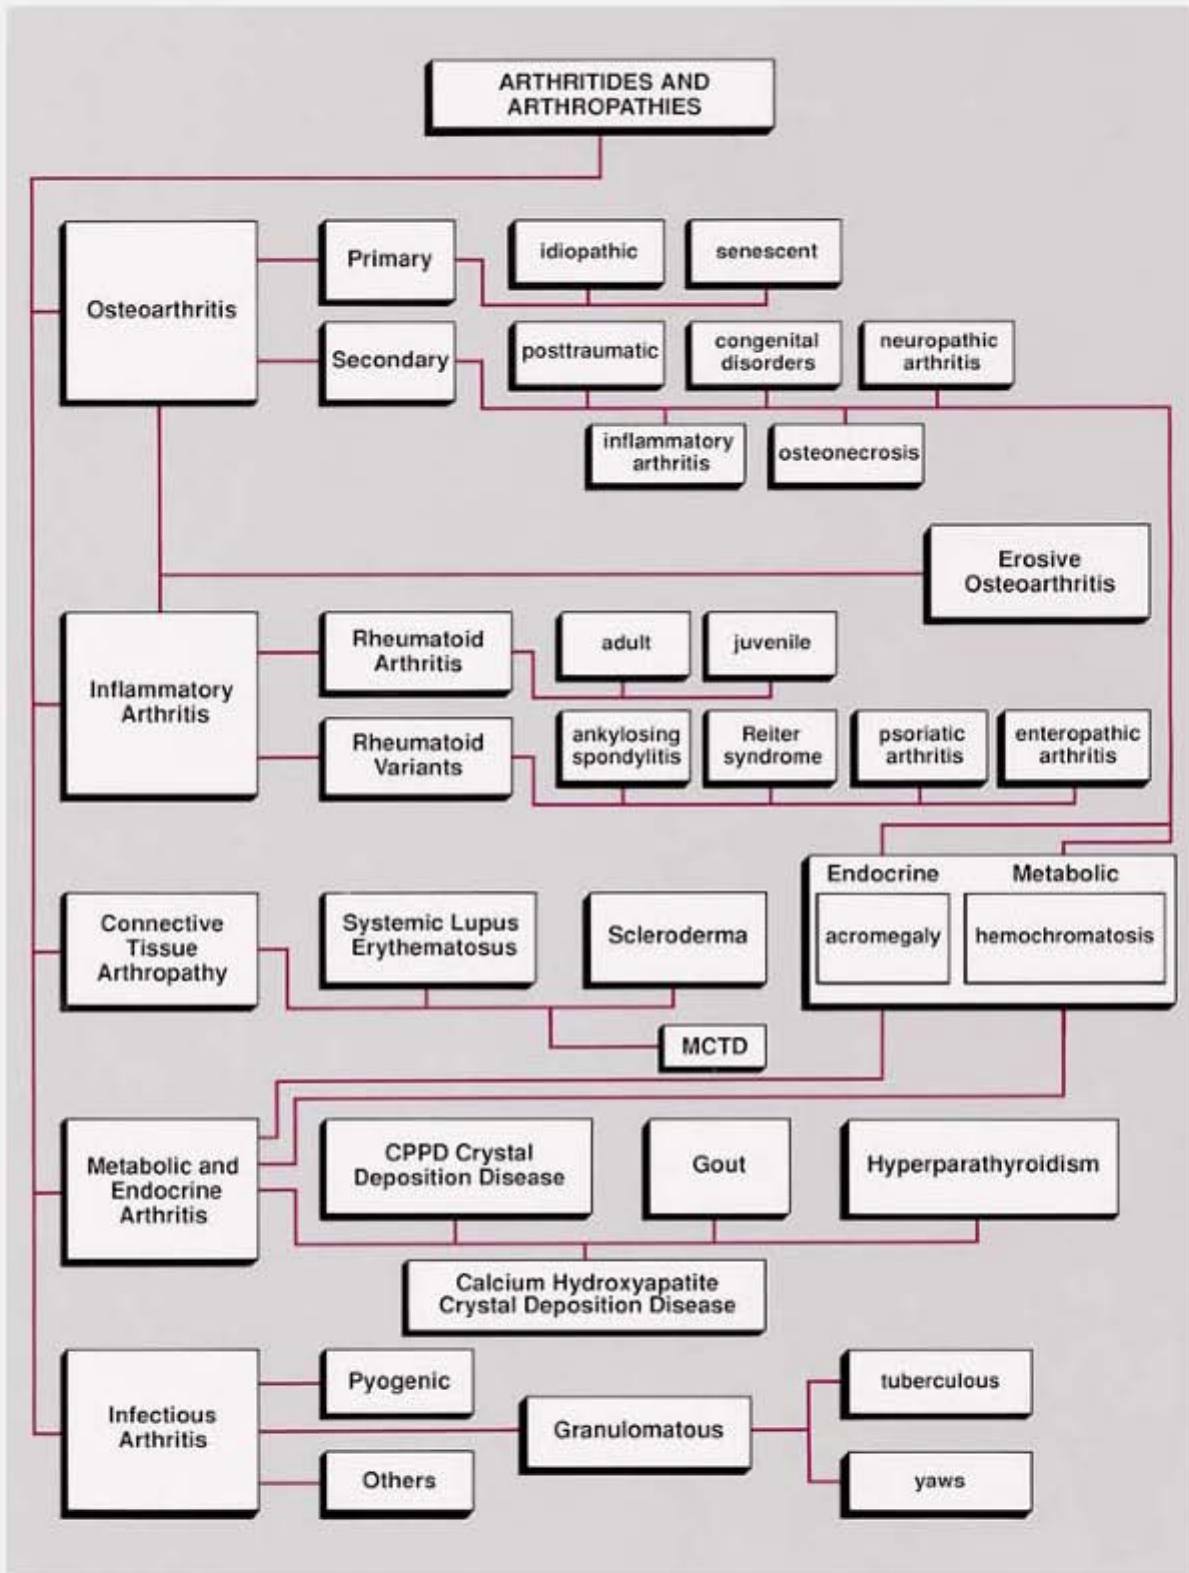 ARTHRITIDES AND
ARTHROPATHIES
Osteoarthritis
Primary
idiopathic
senescent
Secondary
posttraumatic
congenital
disorders
neuropathic
arthritis
inflammatory
arthritis
osteonecrosis
Erosive
Osteoarthritis
Inflammatory
Arthritis
Rheumatoid
Arthritis
adult
juvenile
Rheumatoid
Variants
ankylosing
spondylitis
Reiter
syndrome
psoriatic
arthritis
enteropathic
arthritis
Endocrine
acromegaly
Metabolic
hemochromatosis
Connective
Tissue
Arthropathy
Systemic Lupus
Erythematosus
Scleroderma
MCTD
Metabolic and
Endocrine
Arthritis
CPPD Crystal
Deposition Disease
Gout
Hyperparathyroidism
Calcium Hydroxyapatite
Crystal Deposition Disease
Infectious
Arthritis
Pyogenic
Granulomatous
tuberculous
yaws
Others